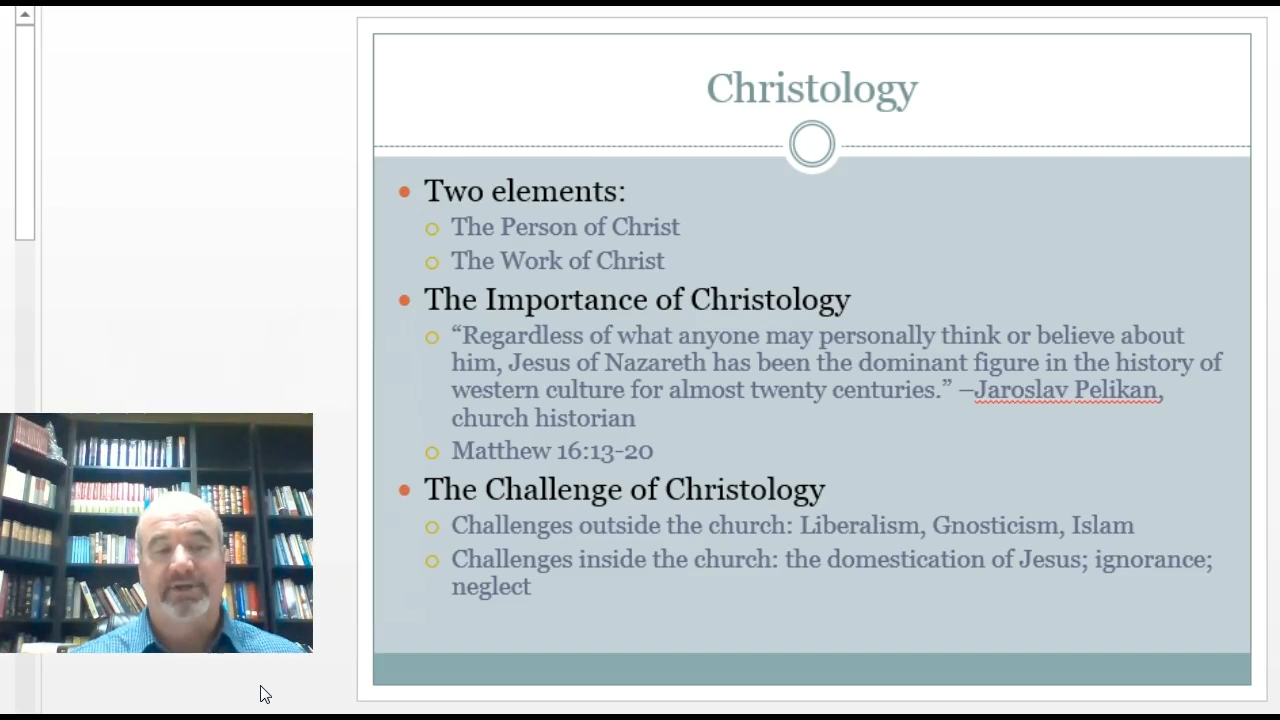 Christology
Two elements:
The Person of Christ
The Work of Christ
The Importance of Christology
“Regardless of what anyone may personally think or believe about
him, Jesus of Nazareth has been the dominant figure in the history of
western culture for almost twenty centuries.” –Jaroslav Pelikan,
church historian
Matthew 16:13-20
The Challenge of Christology
Challenges outside the church: Liberalism, Gnosticism, Islam
Challenges inside the church: the domestication of Jesus; ignorance;
neglect